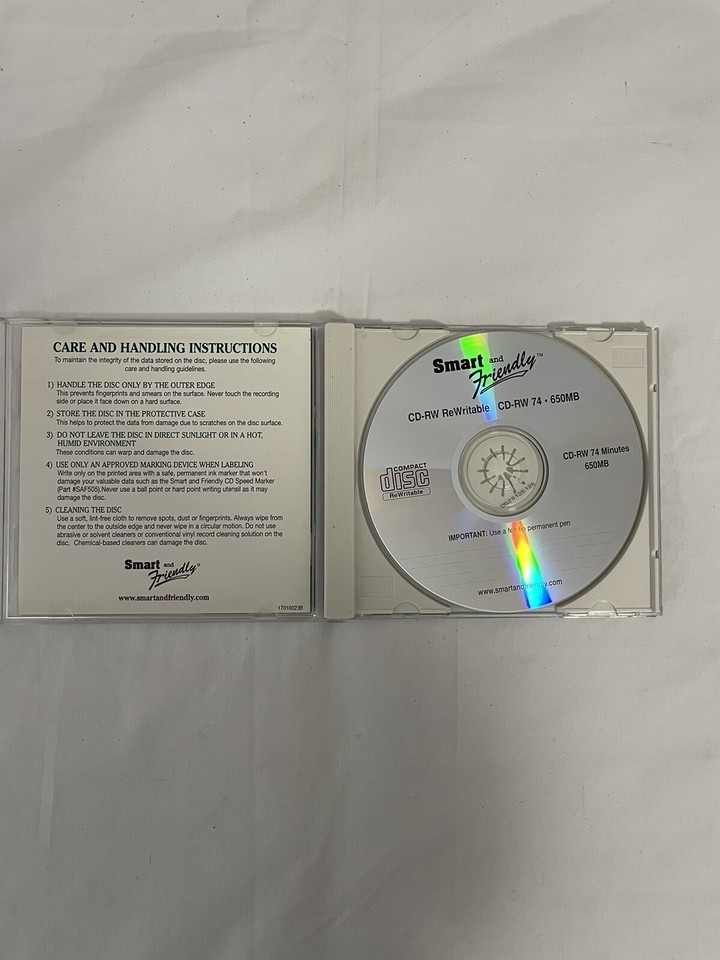 CARE AND HANDLING INSTRUCTIONS
To maintain the integrity of the data stored on the disc, please use the following
care and handling guidelines.
1) HANDLE THE DISC ONLY BY THE OUTER EDGE
This prevents fingerprints and smears on the surface. Never touch the recording
side or place it face down on a hard surface.
2) STORE THE DISC IN THE PROTECTIVE CASE
This helps to protect the data from damage due to scratches on the disc surface.
3) DO NOT LEAVE THE DISC IN DIRECT SUNLIGHT OR IN A HOT,
HUMID ENVIRONMENT
These conditions can warp and damage the disc.
4) USE ONLY AN APPROVED MARKING DEVICE WHEN LABELING
Write only on the printed area with a safe, permanent ink marker that won't
damage your valuable data such as the Smart and Friendly CD Speed Marker
(Part #SAF505).Never use a ball point or hard point writing utensil as it may
damage the disc.
5) CLEANING THE DISC
Use a soft, lint-free cloth to remove spots, dust or fingerprints. Always wipe from
the center to the outside edge and never wipe in a circular motion. Do not use
abrasive or solvent cleaners or conventional vinyl record cleaning solution on the
disc. Chemical-based cleaners can damage the disc.
Smart and
Friendly®
www.smartandfriendly.com
17010023B
Smart and
Friendly™
CD-RW ReWritable CD-RW 74 • 650MB
CD-RW 74 Minutes
650MB
COMPACT
disc
ReWritable
IMPORTANT: Use a felt tip permanent pen
www.smartandfriendly.com